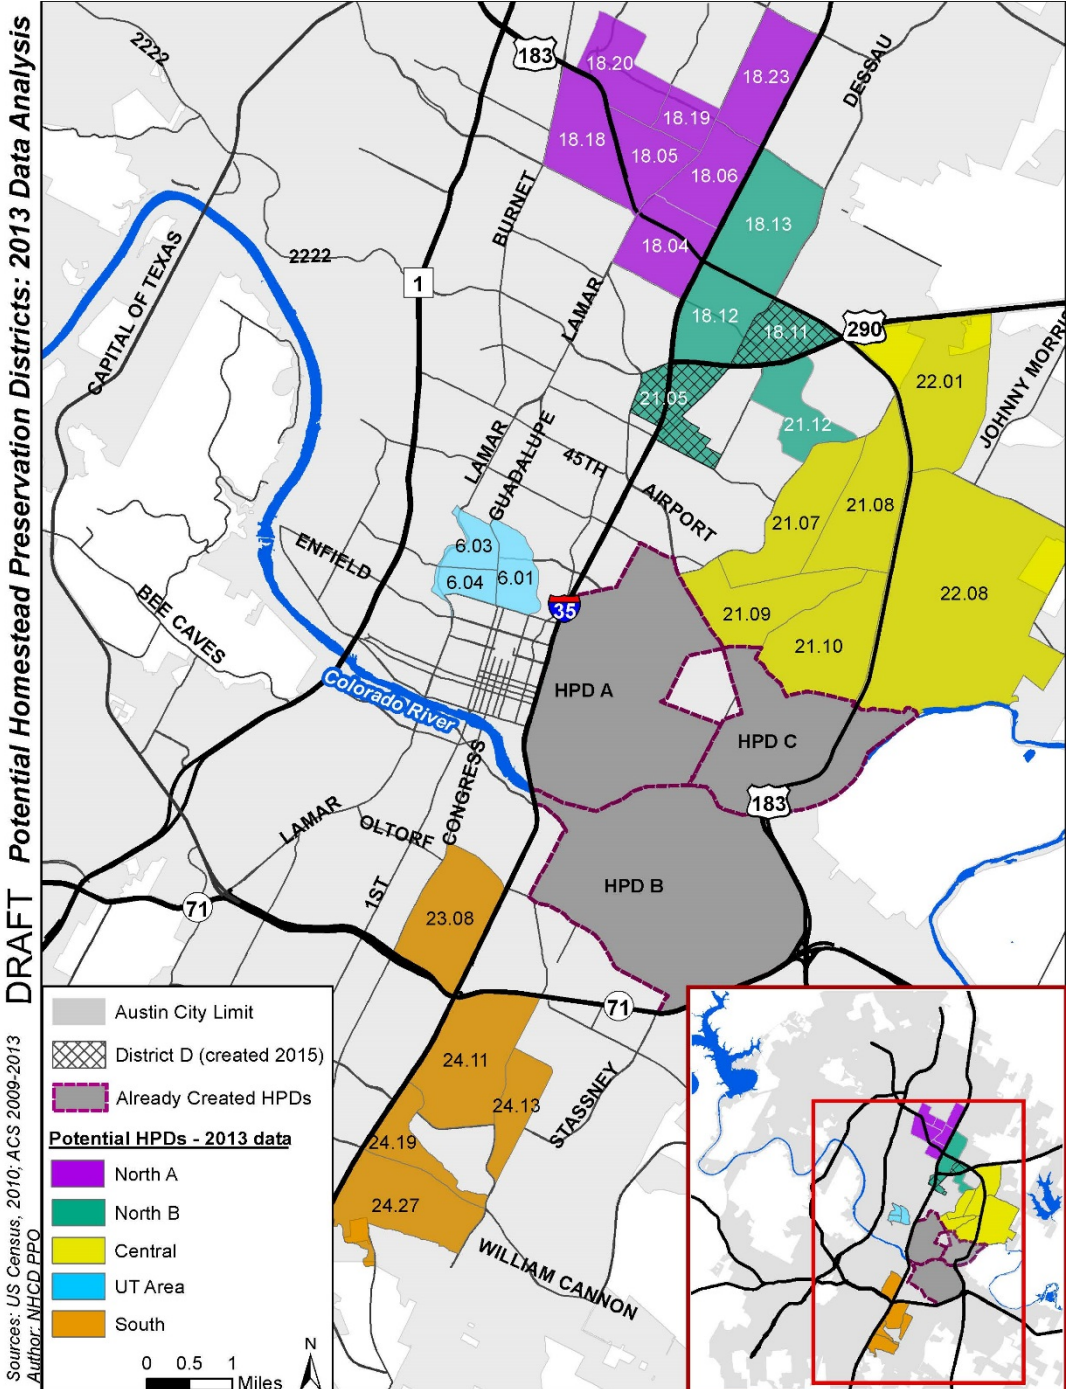 DRAFT Potential Homestead Preservation Districts: 2013 Data Analysis
2222
183
18.20
18.23
DESSAU
18.19
18.18
18.05
18.06
BURNET
18.13
18.04
CAPITAL OF TEXAS
2222
1
LAMAR
18.12
18.11
290
JOHNNY MORRIS
22.01
21.05
21.12
LAMAR
GUADALUPE
45TH
AIRPORT
21.07
21.08
6.03
ENFIELD
6.04
6.01
35
22.08
BEE CAVES
21.09
21.10
Colorado River
HPD A
HPD C
CONGRESS
183
LAMAR
OLTORF
HPD B
1ST
71
23.08
71
24.11
24.13
STASSNEY
24.19
24.27
WILLIAM CANNON
Austin City Limit
District D (created 2015)
Already Created HPDs
Potential HPDs - 2013 data
North A
North B
Central
UT Area
South
0 0.5 1
Miles
N
Sources: US Census, 2010; ACS 2009-2013
Author: NHCD PPO